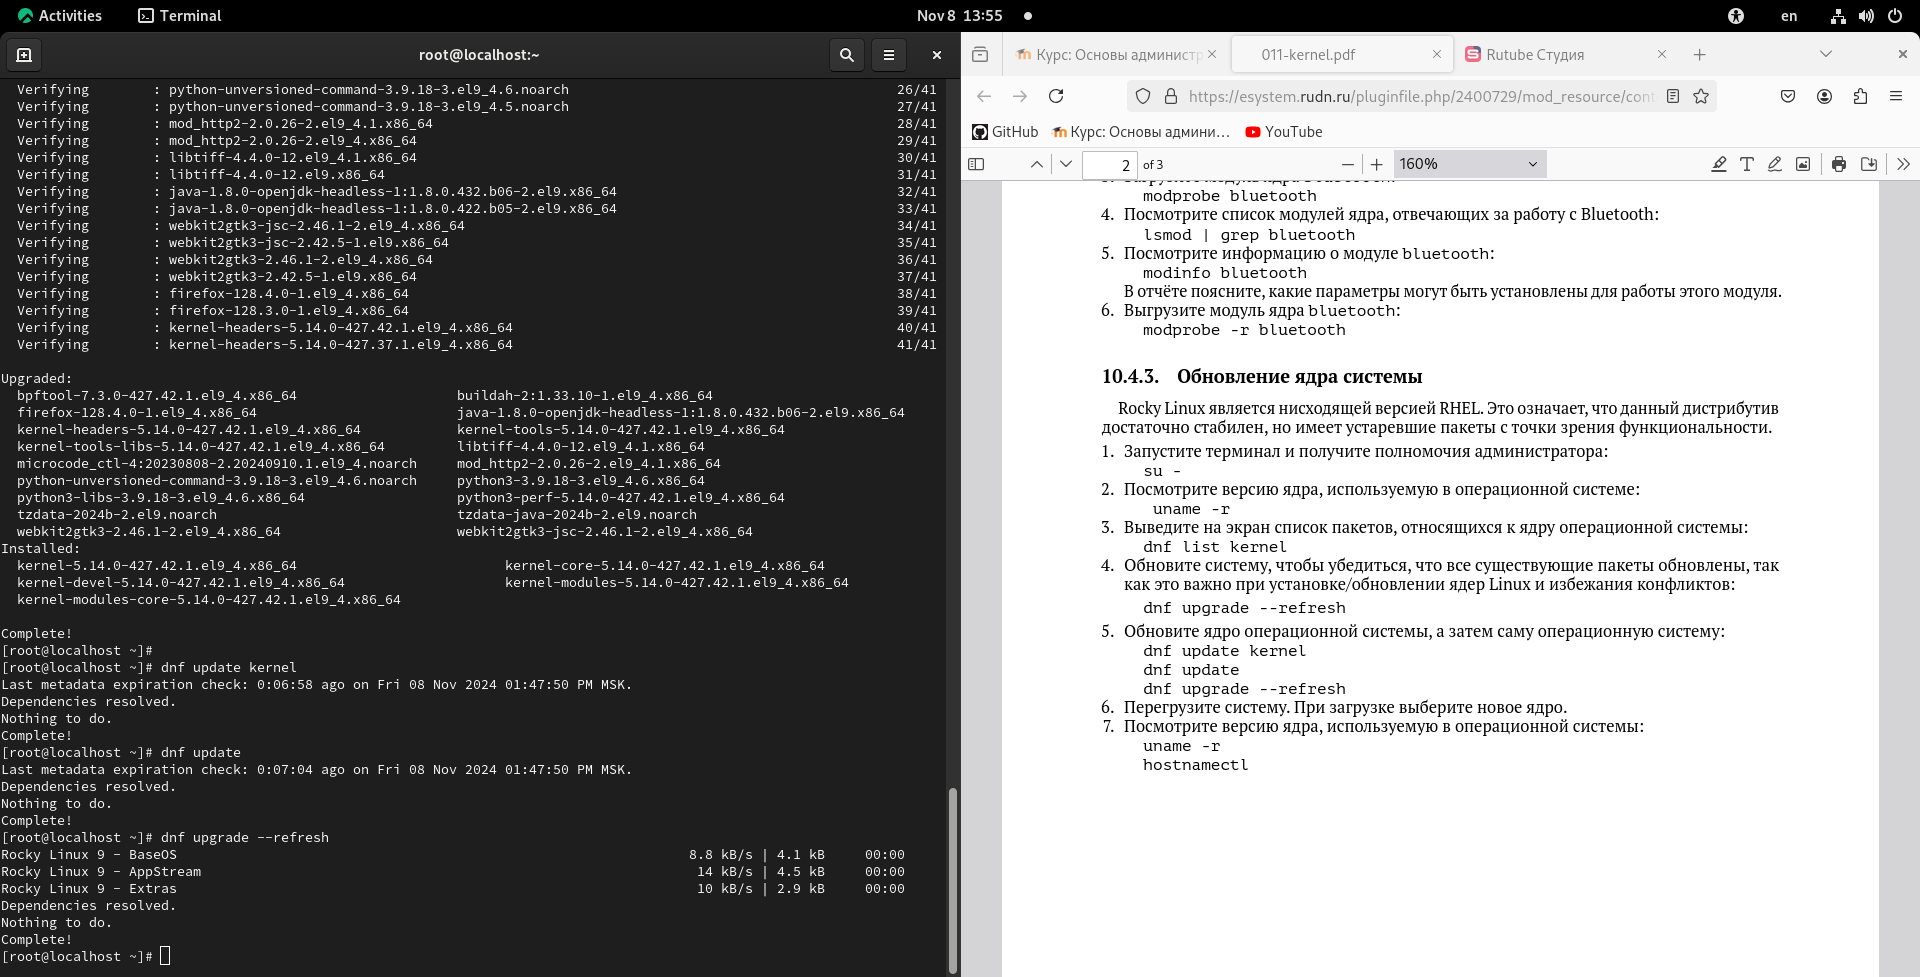 Activities
Terminal
Nov 8 13:55
en
root@localhost:~
Verifying : python-unversioned-command-3.9.18-3.el9_4.6.noarch 26/41
Verifying : python-unversioned-command-3.9.18-3.el9_4.5.noarch 27/41
Verifying : mod_http2-2.0.26-2.el9_4.1.x86_64 28/41
Verifying : mod_http2-2.0.26-2.el9_4.x86_64 29/41
Verifying : libtiff-4.4.0-12.el9_4.1.x86_64 30/41
Verifying : libtiff-4.4.0-12.el9.x86_64 31/41
Verifying : java-1.8.0-openjdk-headless-1:1.8.0.432.b06-2.el9.x86_64 32/41
Verifying : java-1.8.0-openjdk-headless-1:1.8.0.422.b05-2.el9.x86_64 33/41
Verifying : webkit2gtk3-jsc-2.46.1-2.el9_4.x86_64 34/41
Verifying : webkit2gtk3-jsc-2.42.5-1.el9.x86_64 35/41
Verifying : webkit2gtk3-2.46.1-2.el9_4.x86_64 36/41
Verifying : webkit2gtk3-2.42.5-1.el9.x86_64 37/41
Verifying : firefox-128.4.0-1.el9_4.x86_64 38/41
Verifying : firefox-128.3.0-1.el9_4.x86_64 39/41
Verifying : kernel-headers-5.14.0-427.42.1.el9_4.x86_64 40/41
Verifying : kernel-headers-5.14.0-427.37.1.el9_4.x86_64 41/41
Upgraded:
bpftool-7.3.0-427.42.1.el9_4.x86_64 buildah-2:1.33.10-1.el9_4.x86_64
firefox-128.4.0-1.el9_4.x86_64 java-1.8.0-openjdk-headless-1:1.8.0.432.b06-2.el9.x86_64
kernel-headers-5.14.0-427.42.1.el9_4.x86_64 kernel-tools-5.14.0-427.42.1.el9_4.x86_64
kernel-tools-libs-5.14.0-427.42.1.el9_4.x86_64 libtiff-4.4.0-12.el9_4.1.x86_64
microcode_ctl-4:20230808-2.20240910.1.el9_4.noarch mod_http2-2.0.26-2.el9_4.1.x86_64
python-unversioned-command-3.9.18-3.el9_4.6.noarch python3-3.9.18-3.el9_4.6.x86_64
python3-libs-3.9.18-3.el9_4.6.x86_64 python3-perf-5.14.0-427.42.1.el9_4.x86_64
tzdata-2024b-2.el9.noarch tzdata-java-2024b-2.el9.noarch
webkit2gtk3-2.46.1-2.el9_4.x86_64 webkit2gtk3-jsc-2.46.1-2.el9_4.x86_64
Installed:
kernel-5.14.0-427.42.1.el9_4.x86_64 kernel-core-5.14.0-427.42.1.el9_4.x86_64
kernel-devel-5.14.0-427.42.1.el9_4.x86_64 kernel-modules-5.14.0-427.42.1.el9_4.x86_64
kernel-modules-core-5.14.0-427.42.1.el9_4.x86_64
Complete!
[root@localhost ~]#
[root@localhost ~]# dnf update kernel
Last metadata expiration check: 0:06:58 ago on Fri 08 Nov 2024 01:47:50 PM MSK.
Dependencies resolved.
Nothing to do.
Complete!
[root@localhost ~]# dnf update
Last metadata expiration check: 0:07:04 ago on Fri 08 Nov 2024 01:47:50 PM MSK.
Dependencies resolved.
Nothing to do.
Complete!
[root@localhost ~]# dnf upgrade --refresh
Rocky Linux 9 - BaseOS 8.8 kB/s | 4.1 kB 00:00
Rocky Linux 9 - AppStream 14 kB/s | 4.5 kB 00:00
Rocky Linux 9 - Extras 10 kB/s | 2.9 kB 00:00
Dependencies resolved.
Nothing to do.
Complete!
[root@localhost ~]#
Курс: Основы администр
011-kernel.pdf
Rutube Студия
https://esystem.rudn.ru/pluginfile.php/2400729/mod_resource/cont
GitHub
Курс: Основы админи…
YouTube
2 of 3
160%
modprobe bluetooth
4. Посмотрите список модулей ядра, отвечающих за работу с Bluetooth:
lsmod | grep bluetooth
5. Посмотрите информацию о модуле bluetooth:
modinfo bluetooth
В отчёте поясните, какие параметры могут быть установлены для работы этого модуля.
6. Выгрузите модуль ядра bluetooth:
modprobe -r bluetooth
10.4.3. Обновление ядра системы
Rocky Linux является нисходящей версией RHEL. Это означает, что данный дистрибутив
достаточно стабилен, но имеет устаревшие пакеты с точки зрения функциональности.
1. Запустите терминал и получите полномочия администратора:
su -
2. Посмотрите версию ядра, используемую в операционной системе:
uname -r
3. Выведите на экран список пакетов, относящихся к ядру операционной системы:
dnf list kernel
4. Обновите систему, чтобы убедиться, что все существующие пакеты обновлены, так
как это важно при установке/обновлении ядер Linux и избежания конфликтов:
dnf upgrade --refresh
5. Обновите ядро операционной системы, а затем саму операционную систему:
dnf update kernel
dnf update
dnf upgrade --refresh
6. Перегрузите систему. При загрузке выберите новое ядро.
7. Посмотрите версию ядра, используемую в операционной системы:
uname -r
hostnamectl